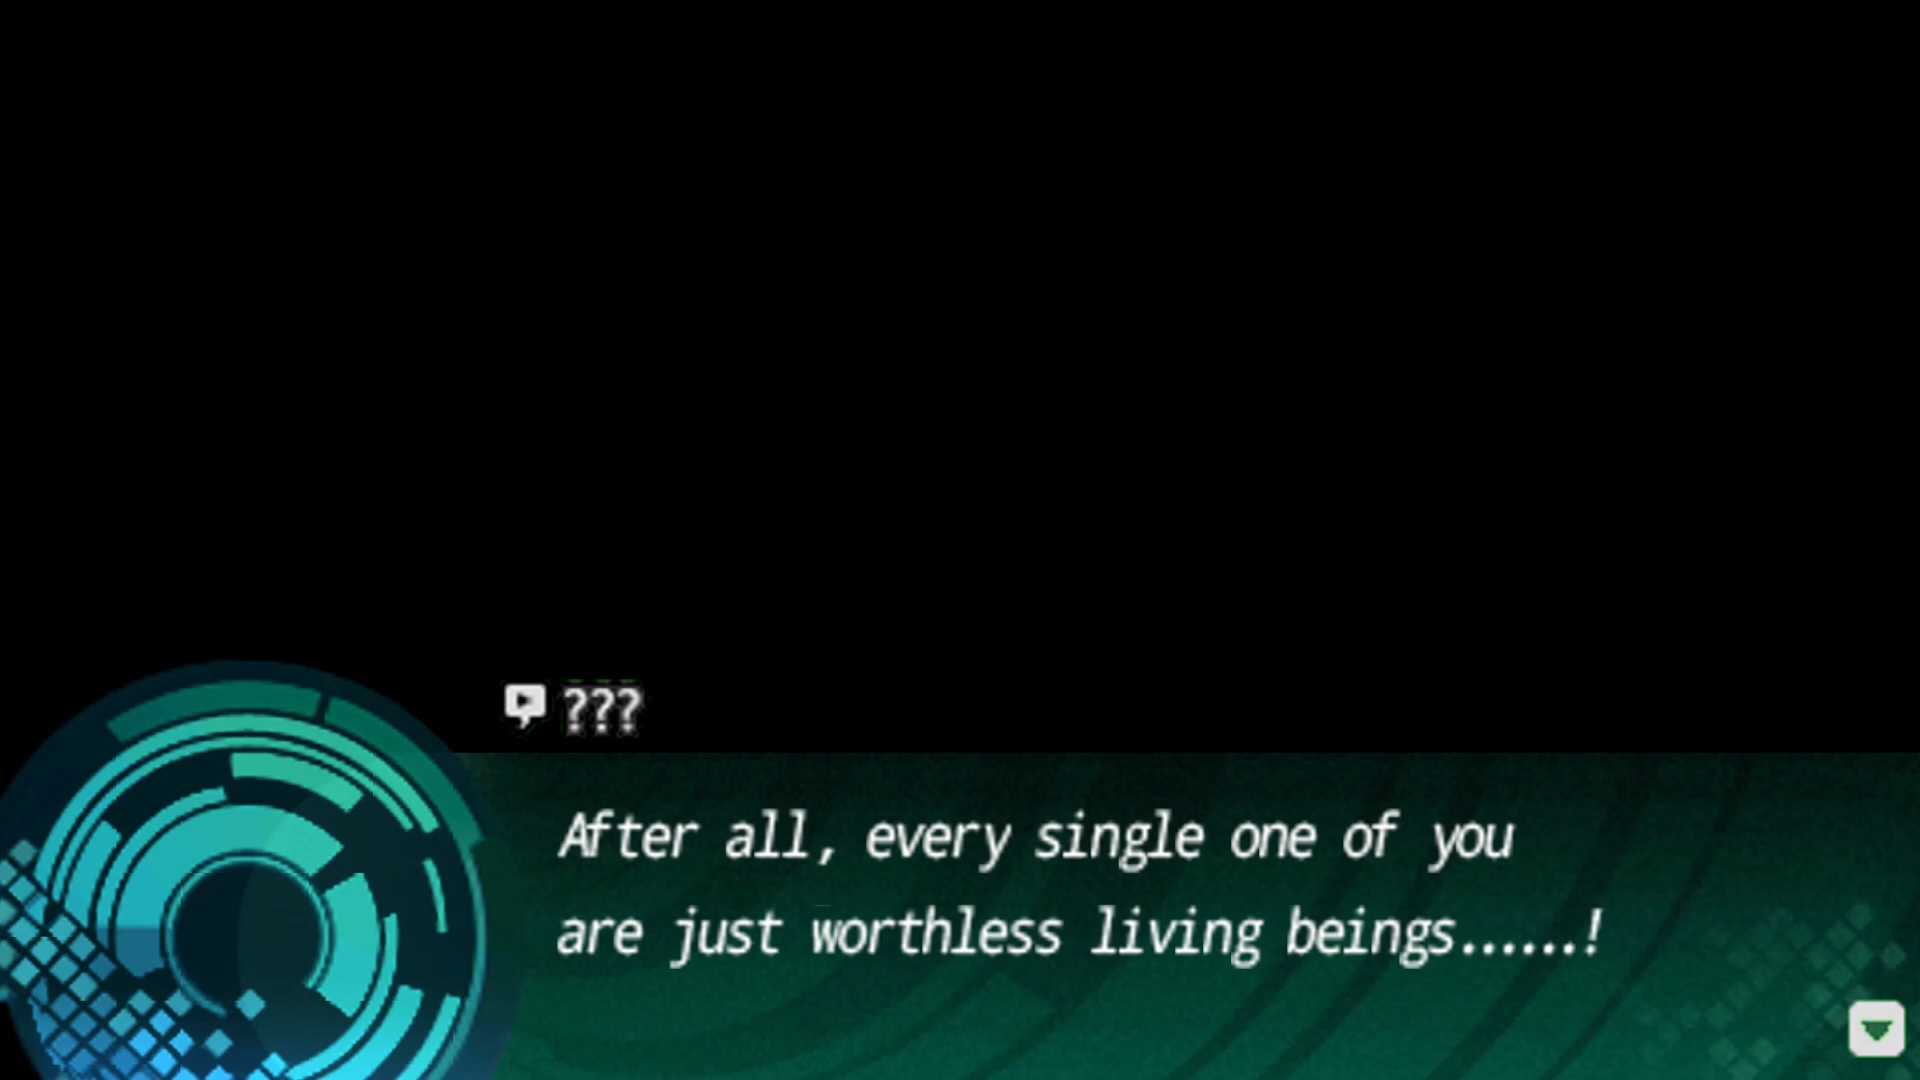 ???
After all, every single one of you
are just worthless living beings......!